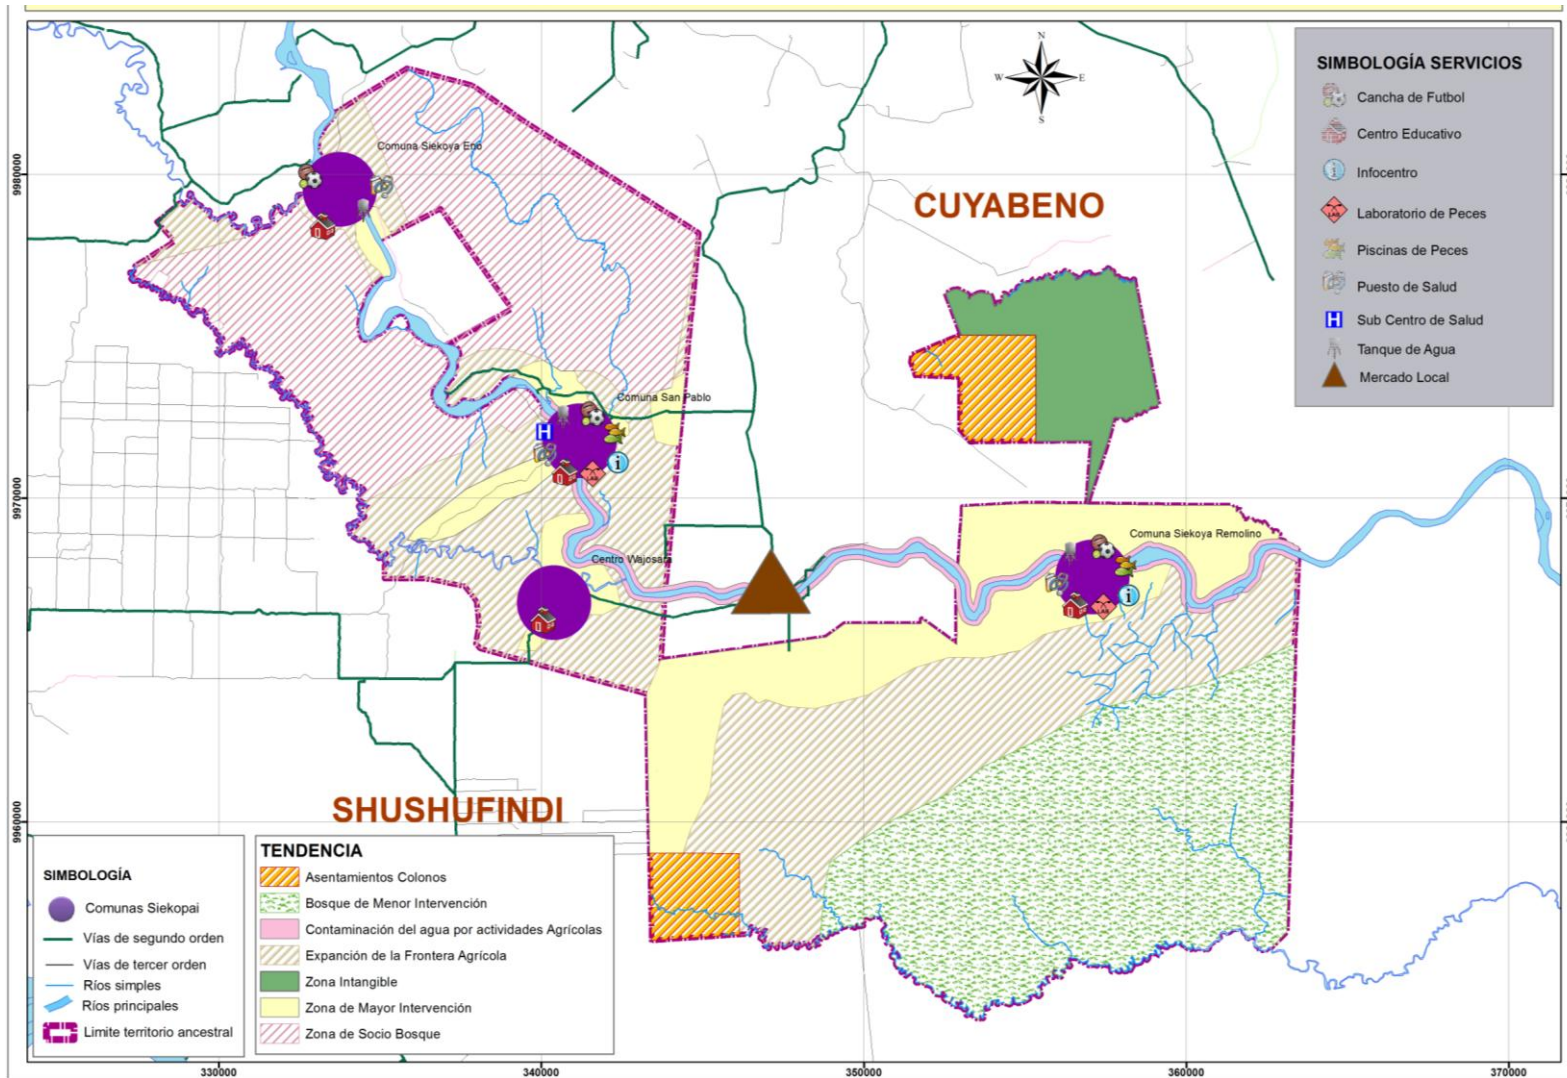 N
W
E
S
SIMBOLOGÍA SERVICIOS
Cancha de Futbol
Centro Educativo
Infocentro
Laboratorio de Peces
Piscinas de Peces
Puesto de Salud
H
Sub Centro de Salud
Tanque de Agua
Mercado Local
Comuna Siekoya Eno
CUYABENO
Comuna San Pablo
H
i
LAB
Comuna Siekoya Remolino
Centro Wajosara
i
LAB
SHUSHUFINDI
9980000
9970000
9960000
SIMBOLOGÍA
Comunas Siekopai
Vías de segundo orden
Vías de tercer orden
Ríos simples
Ríos principales
Limite territorio ancestral
TENDENCIA
Asentamientos Colonos
Bosque de Menor Intervención
Contaminación del agua por actividades Agrícolas
Expanción de la Frontera Agrícola
Zona Intangible
Zona de Mayor Intervención
Zona de Socio Bosque
330000
340000
350000
360000
370000